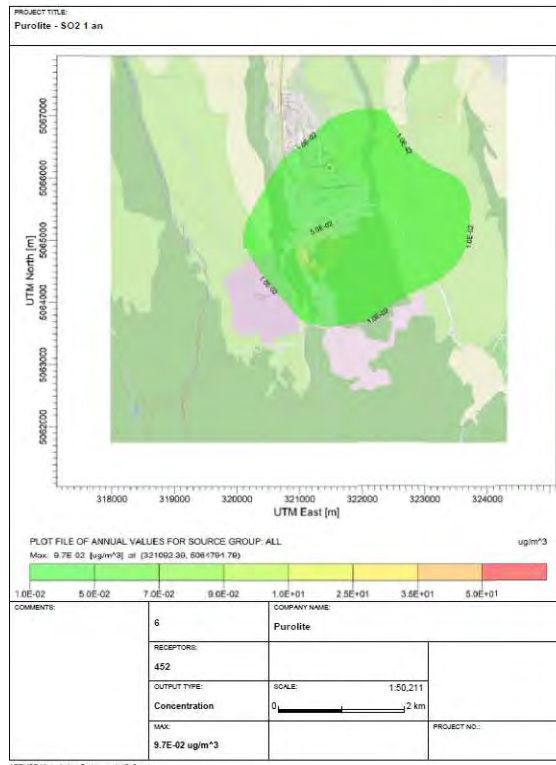 PROJECT TITLE:
Purolite - SO2 1 an
UTM North [m]
5067000
5066000
5065000
5064000
5063000
5062000
1.0E-02
1.0E-02
5.0E-02
1.0E-02
1.0E-02
1.0E-02
318000 319000 320000 321000 322000 323000 324000
UTM East [m]
PLOT FILE OF ANNUAL VALUES FOR SOURCE GROUP: ALL ug/m^3
Max: 9.7E-02 [ug/m^3] at (321092.39, 5064791.79)
1.0E-02 5.0E-02 7.0E-02 9.0E-02 1.0E+01 2.5E+01 3.5E+01 5.0E+01
COMMENTS:
6
COMPANY NAME:
Purolite
RECEPTORS:
452
OUTPUT TYPE:
Concentration
SCALE: 1:50,211
0 2 km
MAX:
9.7E-02 ug/m^3
PROJECT NO.: